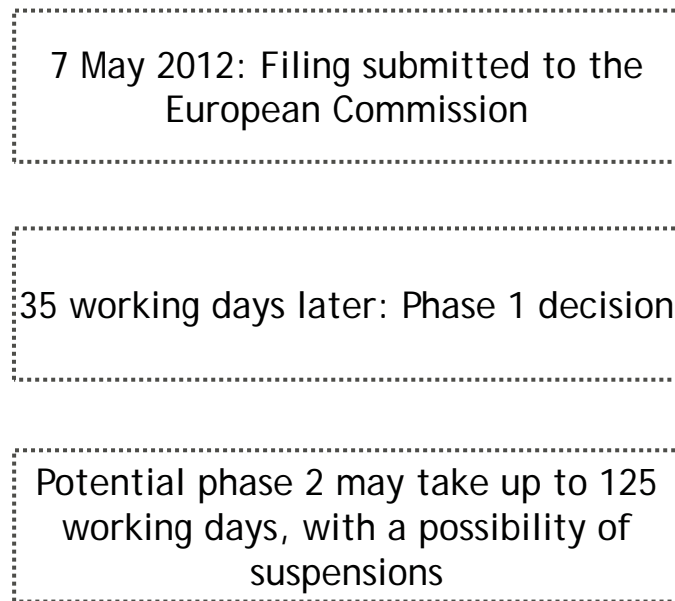 7 May 2012: Filing submitted to the
European Commission
35 working days later: Phase 1 decision
Potential phase 2 may take up to 125
working days, with a possibility of
suspensions